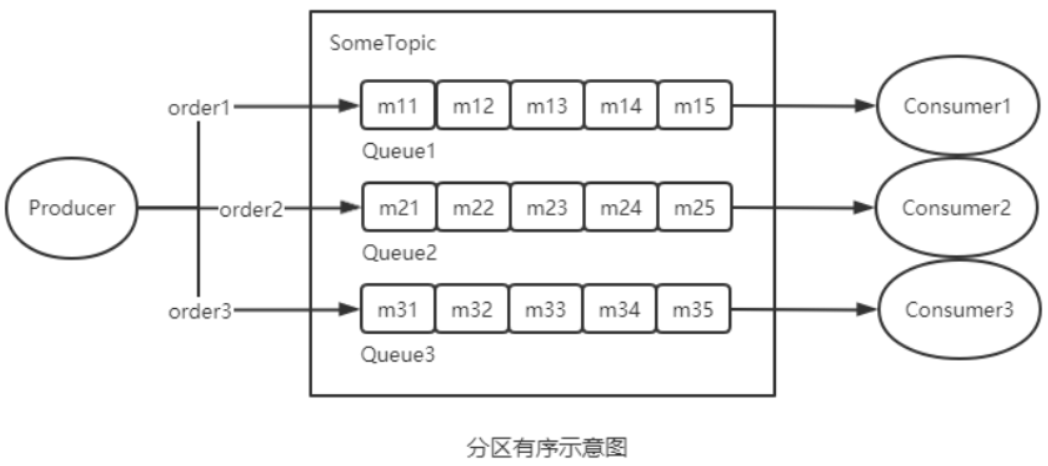 SomeTopic
order1
m11 m12 m13 m14 m15
Consumer1
Queue1
Producer
order2
m21 m22 m23 m24 m25
Consumer2
Queue2
order3
m31 m32 m33 m34 m35
Consumer3
Queue3
分区有序示意图